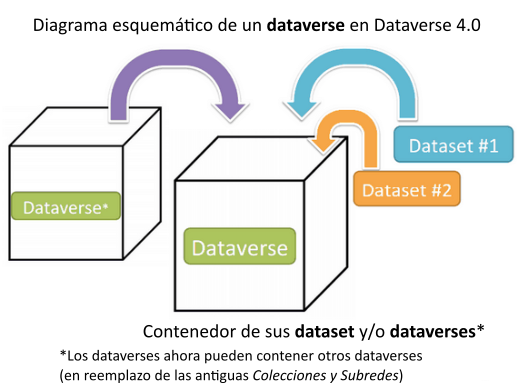 Diagrama esquemático de un dataverse en Dataverse 4.0
Dataset #1
Dataset #2
Dataverse*
Dataverse
Contenedor de sus dataset y/o dataverses*
*Los dataverses ahora pueden contener otros dataverses
(en reemplazo de las antiguas Colecciones y Subredes)